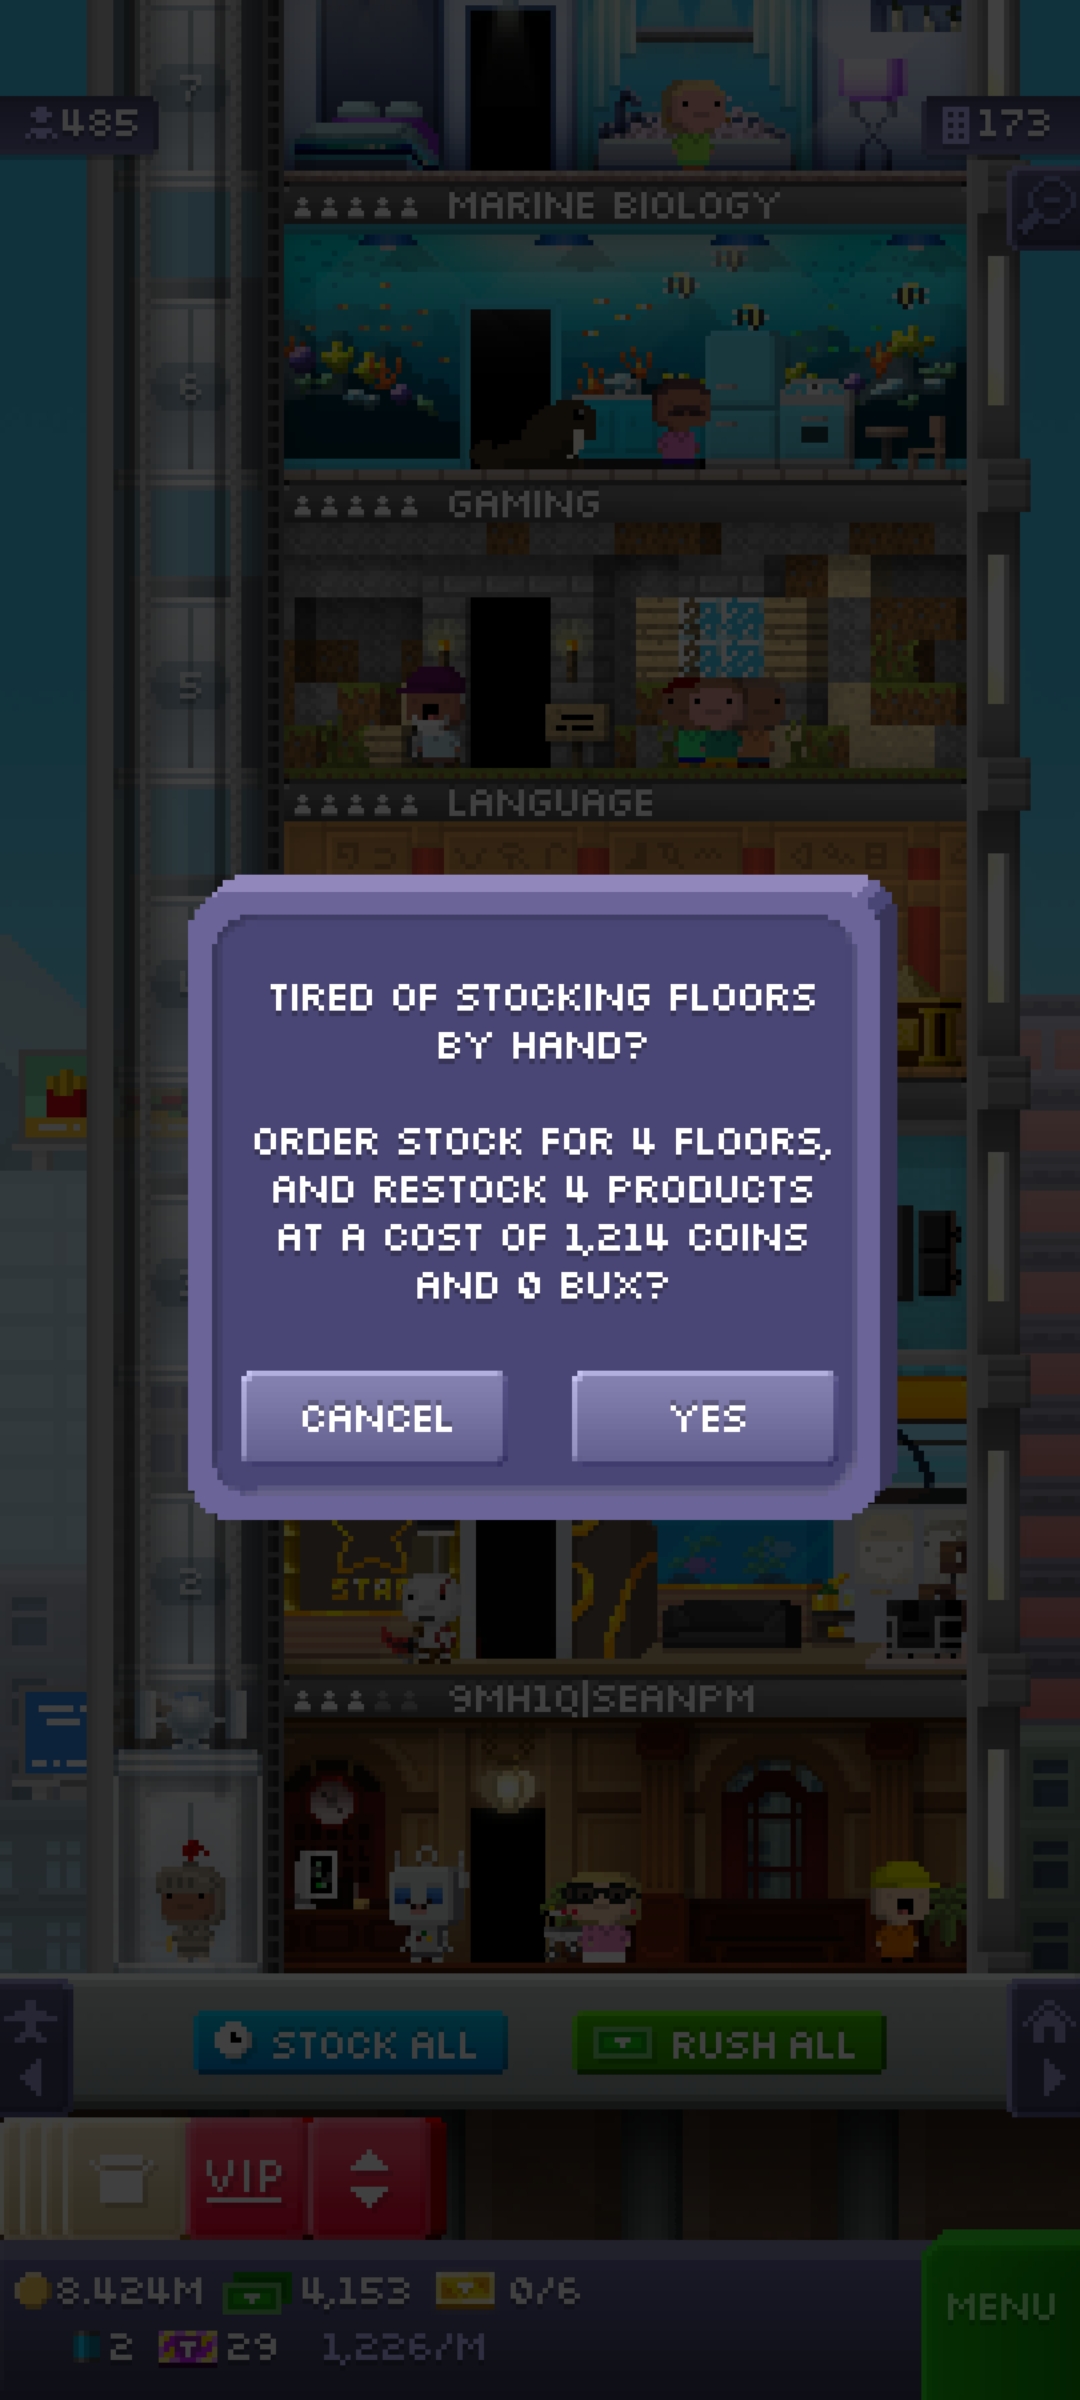 7
485
173
MARINE BIOLOGY
6
GAMING
5
LANGUAGE
TIRED OF STOCKING FLOORS
BY HAND?
ORDER STOCK FOR 4 FLOORS,
AND RESTOCK 4 PRODUCTS
AT A COST OF 1,214 COINS
AND 0 BUX?
CANCEL
YES
2
9MH1Q|SEANPM
STOCK ALL
RUSH ALL
VIP
8.424M
4,153
0/6
2
29
1,226/M
MENU